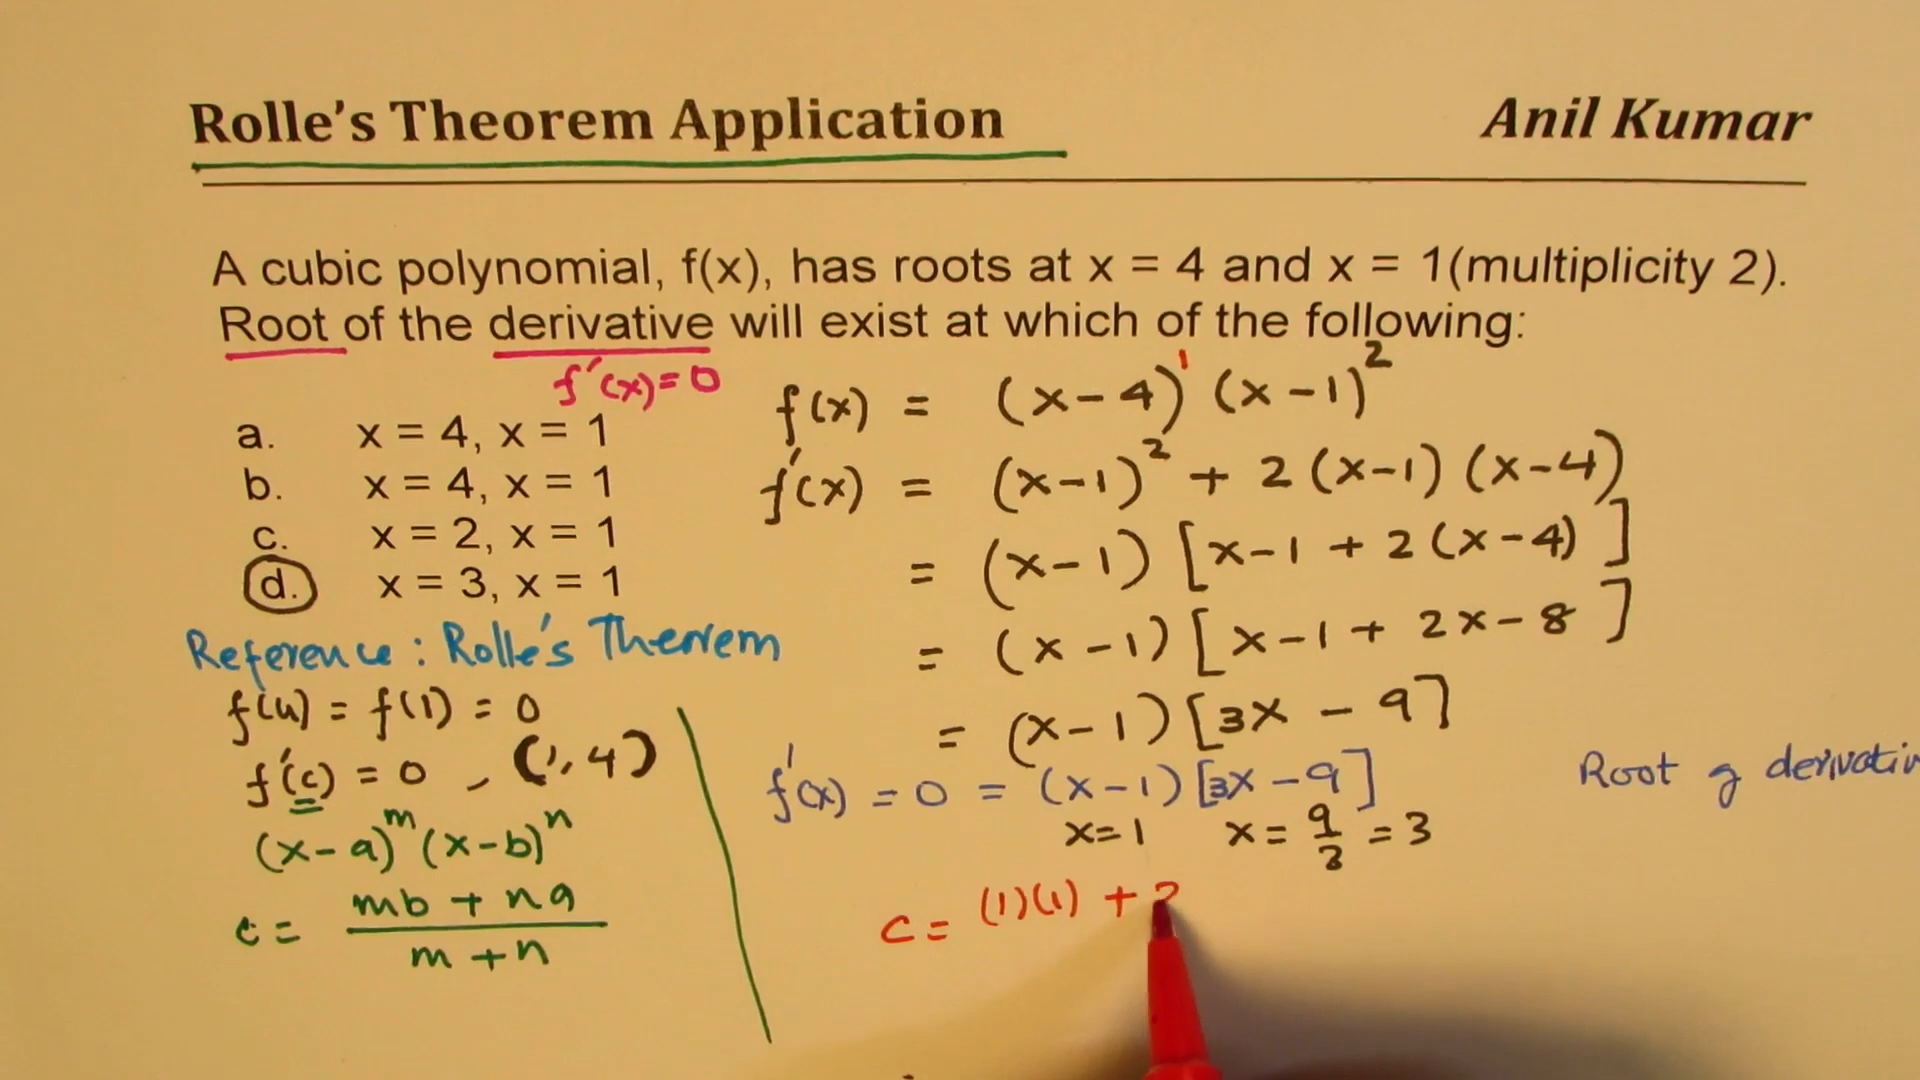 Rolle's Theorem Application
Anil Kumar
A cubic polynomial, f(x), has roots at x = 4 and x = 1(multiplicity 2).
Root of the derivative will exist at which of the following:
f'(x)=0
a. x = 4, x = 1
b. x = 4, x = 1
c. x = 2, x = 1
d. x = 3, x = 1
f(x) = (x-4)^1 (x-1)^2
f'(x) = (x-1)^2 + 2(x-1)(x-4)
= (x-1)[x-1+2(x-4)]
= (x-1)[x-1+2x-8]
= (x-1)[3x-9]
f'(x) = 0 = (x-1)[3x-9]
x=1 x=9/3=3
Root of derivativ
c = (1)(1) + 2
Reference: Rolle's Theorem
f(4) = f(1) = 0
f'(c) = 0 - (1,4)
(x-a)^m (x-b)^n
c = (mb + na)/(m+n)